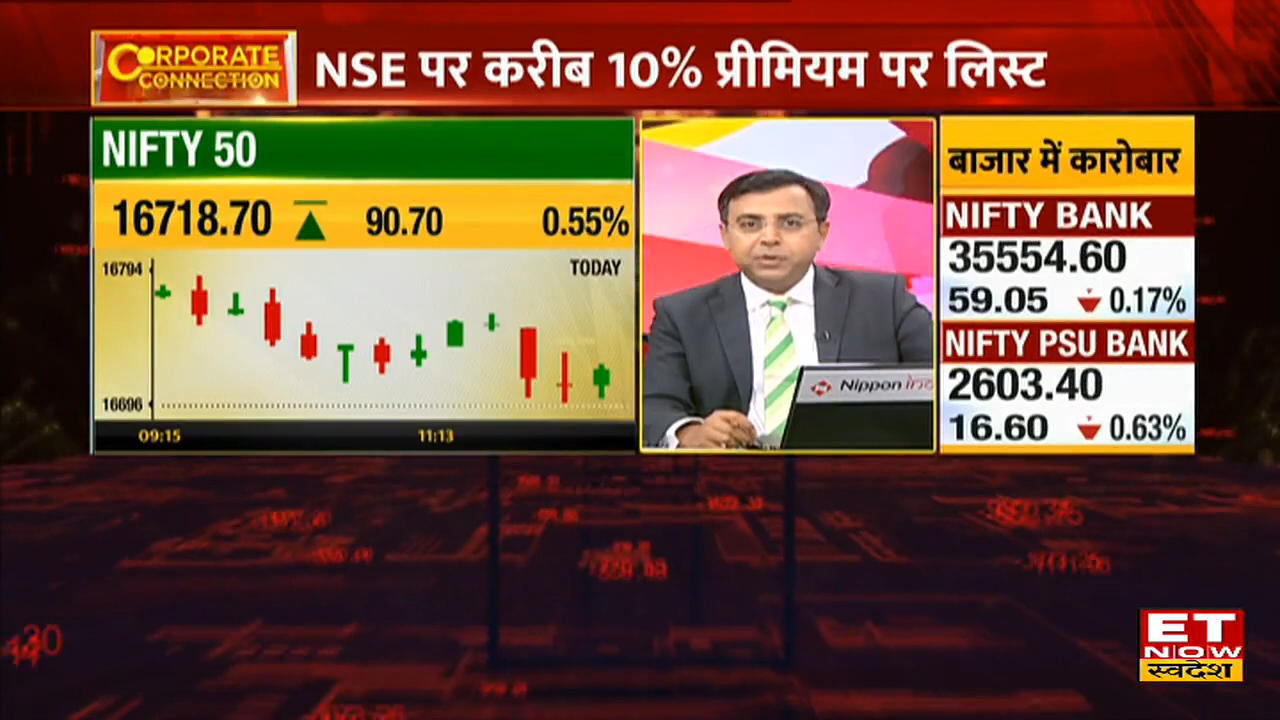 CORPORATE
CONNECTION
NSE पर करीब 10% प्रीमियम पर लिस्ट
NIFTY 50
16718.70 90.70 0.55%
16794
TODAY
16696
09:15 11:13
Nippon
बाजार में कारोबार
NIFTY BANK
35554.60
59.05 0.17%
NIFTY PSU BANK
2603.40
16.60 0.63%
ET
NOW
स्वदेश